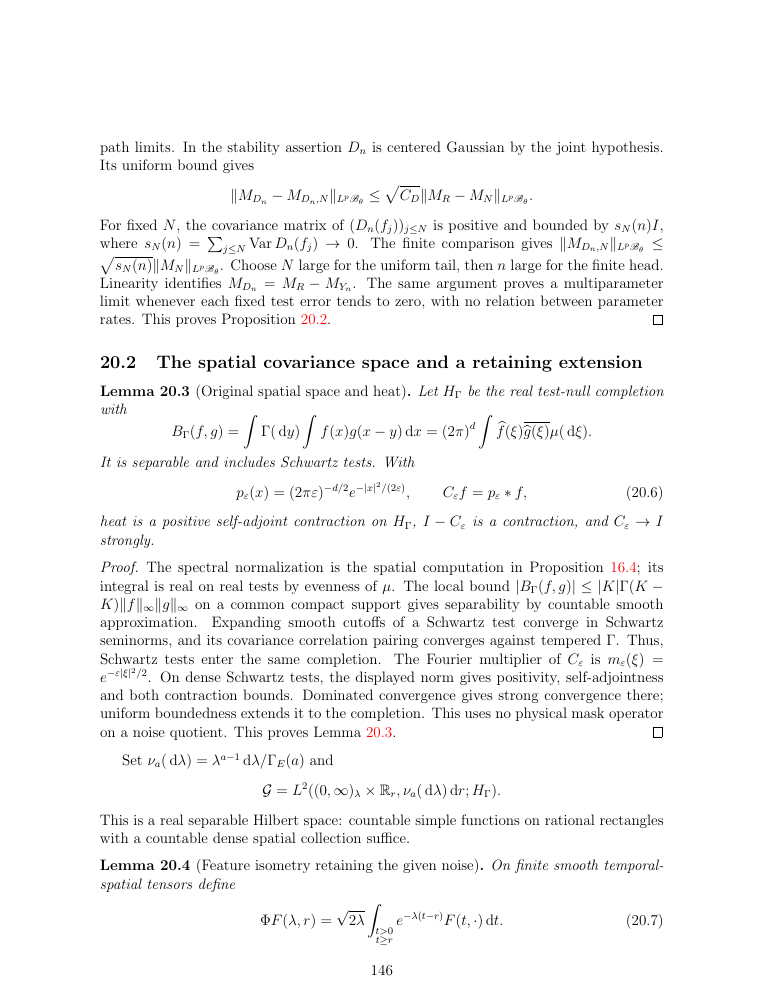 path limits. In the stability assertion Dₙ is centered Gaussian by the joint hypothesis.
Its uniform bound gives
‖M_{D_n} − M_{D_n,N}‖_{L^pℬ_θ} ≤ √C_D‖M_R − M_N‖_{L^pℬ_θ}.
For fixed N, the covariance matrix of (D_n(f_j))_{j≤N} is positive and bounded by s_N(n)I,
where s_N(n) = ∑_{j≤N} Var D_n(f_j) → 0. The finite comparison gives ‖M_{D_n,N}‖_{L^pℬ_θ} ≤
√s_N(n)‖M_N‖_{L^pℬ_θ}. Choose N large for the uniform tail, then n large for the finite head.
Linearity identifies M_{D_n} = M_R − M_{Y_n}. The same argument proves a multiparameter
limit whenever each fixed test error tends to zero, with no relation between parameter
rates. This proves Proposition 20.2. □
20.2 The spatial covariance space and a retaining extension
Lemma 20.3 (Original spatial space and heat). Let H_Γ be the real test-null completion
with
B_Γ(f, g) = ∫ Γ(dy) ∫ f(x)g(x − y) dx = (2π)^d ∫ f̂(ξ)\overline{ĝ(ξ)}μ(dξ).
It is separable and includes Schwartz tests. With
p_ε(x) = (2πε)^{−d/2}e^{−|x|²/(2ε)}, C_εf = p_ε ∗ f, (20.6)
heat is a positive self-adjoint contraction on H_Γ, I − C_ε is a contraction, and C_ε → I
strongly.
Proof. The spectral normalization is the spatial computation in Proposition 16.4; its
integral is real on real tests by evenness of μ. The local bound |B_Γ(f, g)| ≤ |K|Γ(K −
K)‖f‖_∞‖g‖_∞ on a common compact support gives separability by countable smooth
approximation. Expanding smooth cutoffs of a Schwartz test converge in Schwartz
seminorms, and its covariance correlation pairing converges against tempered Γ. Thus,
Schwartz tests enter the same completion. The Fourier multiplier of C_ε is m_ε(ξ) =
e^{−ε|ξ|²/2}. On dense Schwartz tests, the displayed norm gives positivity, self-adjointness
and both contraction bounds. Dominated convergence gives strong convergence there;
uniform boundedness extends it to the completion. This uses no physical mask operator
on a noise quotient. This proves Lemma 20.3. □
Set ν_a(dλ) = λ^{a−1} dλ/Γ_E(a) and
𝒢 = L²((0, ∞)_λ × ℝ_r, ν_a(dλ) dr; H_Γ).
This is a real separable Hilbert space: countable simple functions on rational rectangles
with a countable dense spatial collection suffice.
Lemma 20.4 (Feature isometry retaining the given noise). On finite smooth temporal-
spatial tensors define
ΦF(λ, r) = √2λ ∫_{t>0, t≥r} e^{−λ(t−r)}F(t, ·) dt. (20.7)
146